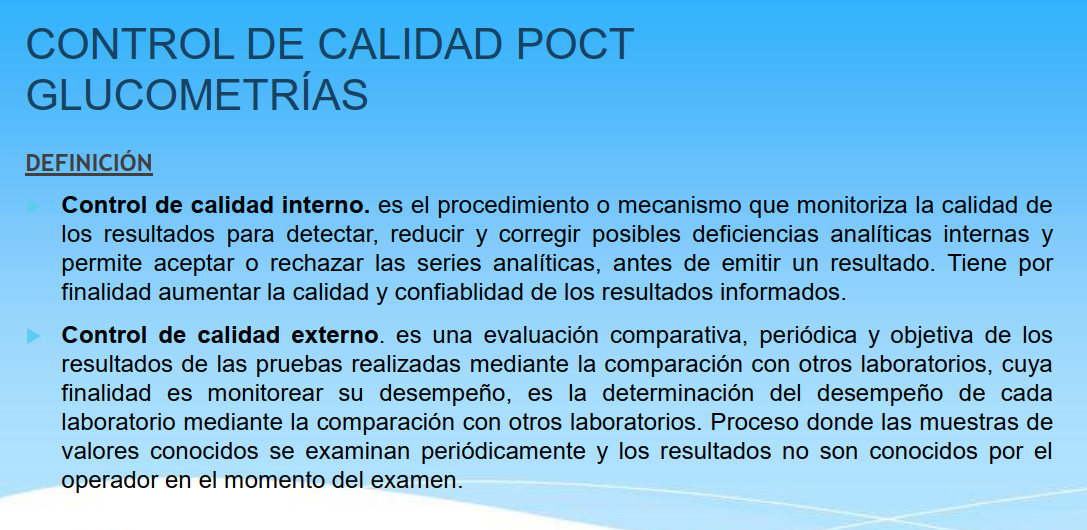 CONTROL DE CALIDAD POCT
GLUCOMETRÍAS
DEFINICIÓN
Control de calidad interno. es el procedimiento o mecanismo que monitoriza la calidad de
los resultados para detectar, reducir y corregir posibles deficiencias analíticas internas y
permite aceptar o rechazar las series analíticas, antes de emitir un resultado. Tiene por
finalidad aumentar la calidad y confiablidad de los resultados informados.
Control de calidad externo. es una evaluación comparativa, periódica y objetiva de los
resultados de las pruebas realizadas mediante la comparación con otros laboratorios, cuya
finalidad es monitorear su desempeño, es la determinación del desempeño de cada
laboratorio mediante la comparación con otros laboratorios. Proceso donde las muestras de
valores conocidos se examinan periódicamente y los resultados no son conocidos por el
operador en el momento del examen.